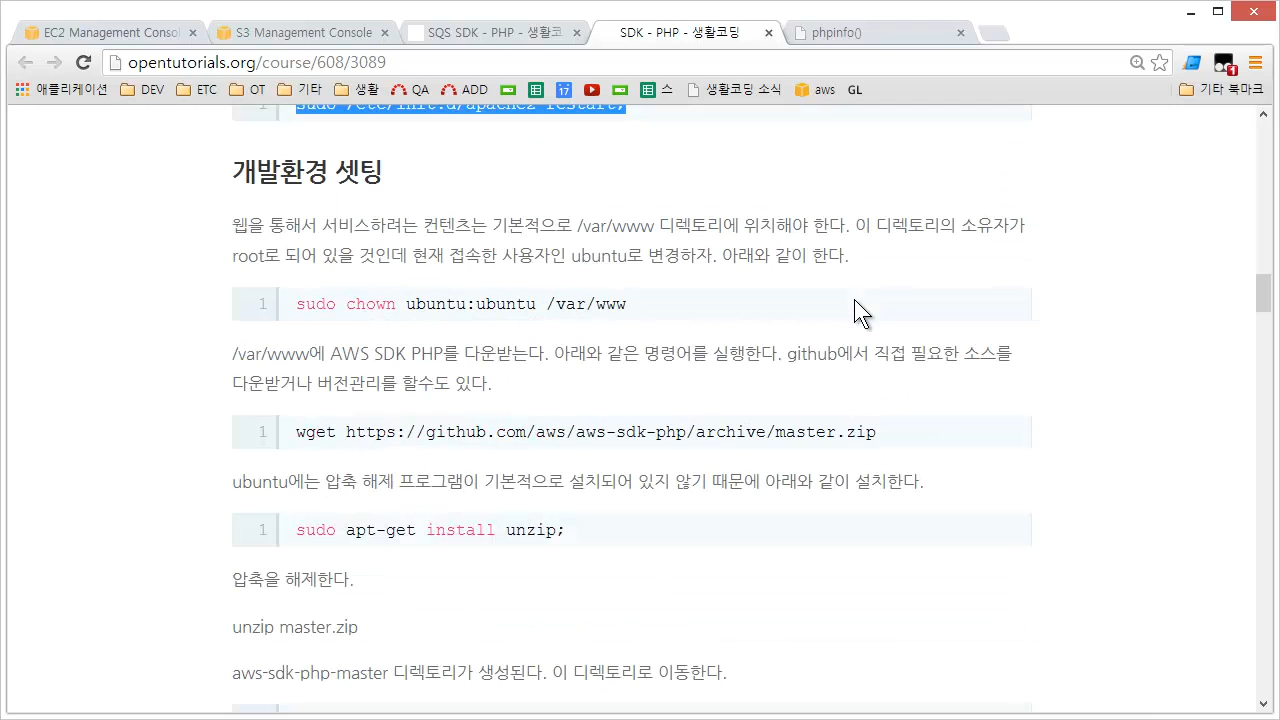 EC2 Management Consol
S3 Management Console
SQS SDK - PHP - 생활코
SDK - PHP - 생활코딩
phpinfo()
opentutorials.org/course/608/3089
애플리케이션 DEV ETC OT 기타 생활 QA ADD 17 스 생활코딩 소식 aws GL 기타 북마크
1 sudo /etc/init.d/apache2 restart;
개발환경 셋팅
웹을 통해서 서비스하려는 컨텐츠는 기본적으로 /var/www 디렉토리에 위치해야 한다. 이 디렉토리의 소유자가
root로 되어 있을 것인데 현재 접속한 사용자인 ubuntu로 변경하자. 아래와 같이 한다.
1 sudo chown ubuntu:ubuntu /var/www
/var/www에 AWS SDK PHP를 다운받는다. 아래와 같은 명령어를 실행한다. github에서 직접 필요한 소스를
다운받거나 버전관리를 할수도 있다.
1 wget https://github.com/aws/aws-sdk-php/archive/master.zip
ubuntu에는 압축 해제 프로그램이 기본적으로 설치되어 있지 않기 때문에 아래와 같이 설치한다.
1 sudo apt-get install unzip;
압축을 해제한다.
unzip master.zip
aws-sdk-php-master 디렉토리가 생성된다. 이 디렉토리로 이동한다.